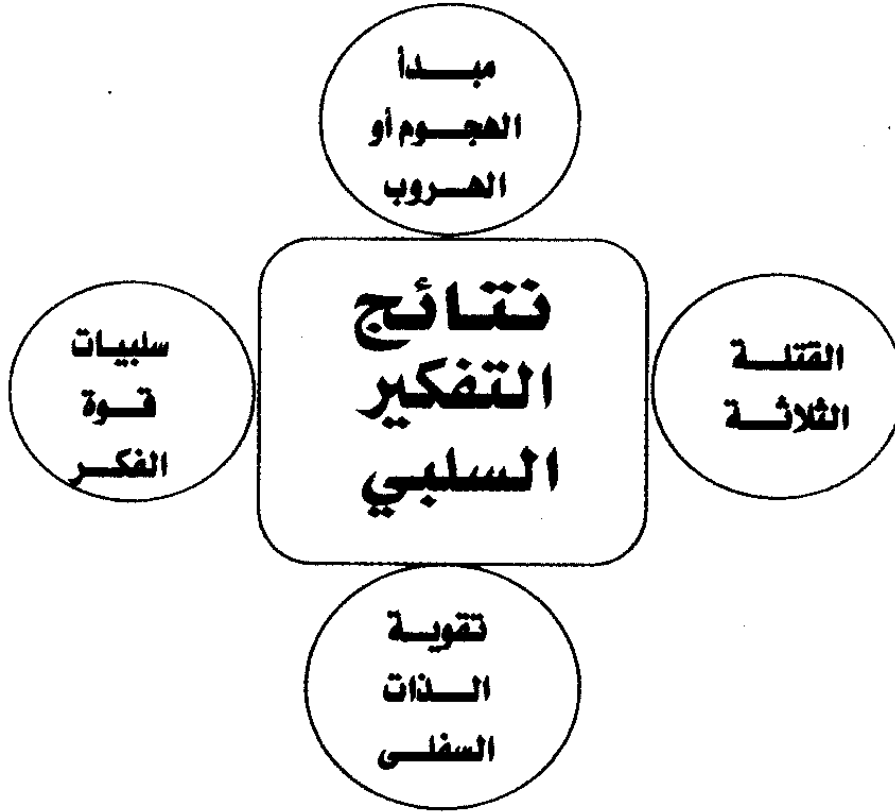 مبدأ
الهجوم أو
الهروب
نتائج
التفكير
السلبي
القتلة
الثلاثة
سلبيات
قوة
الفكر
تقوية
الذات
السفلى